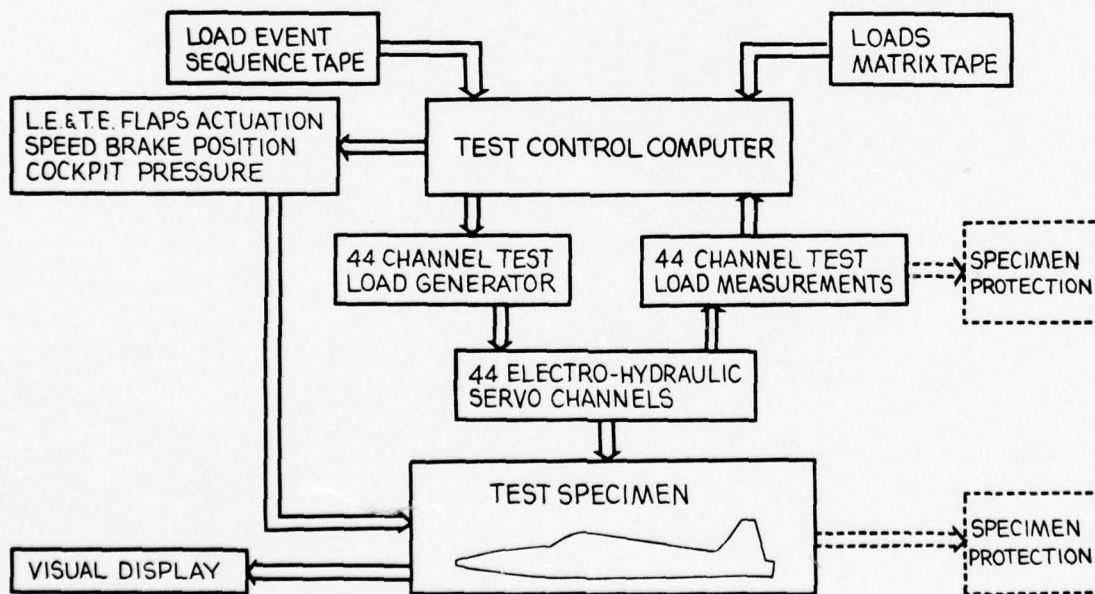 LOAD EVENT
SEQUENCE TAPE
LOADS
MATRIX TAPE
L.E.&T.E. FLAPS ACTUATION
SPEED BRAKE POSITION
COCKPIT PRESSURE
TEST CONTROL COMPUTER
44 CHANNEL TEST
LOAD GENERATOR
44 CHANNEL TEST
LOAD MEASUREMENTS
SPECIMEN
PROTECTION
44 ELECTRO-HYDRAULIC
SERVO CHANNELS
TEST SPECIMEN
SPECIMEN
PROTECTION
VISUAL DISPLAY